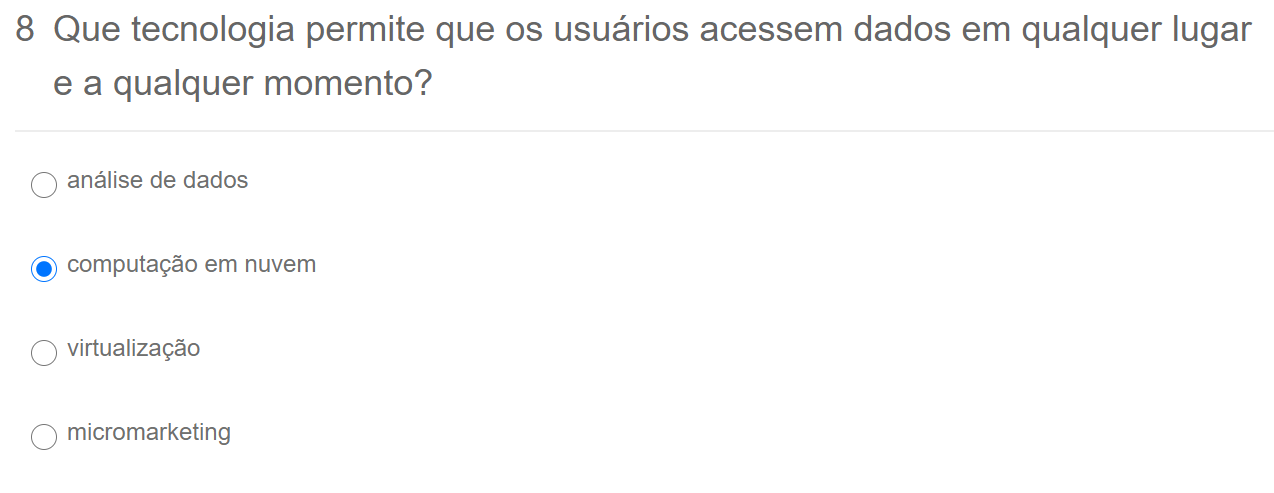 8 Que tecnologia permite que os usuários acessem dados em qualquer lugar
e a qualquer momento?
análise de dados
computação em nuvem
virtualização
micromarketing